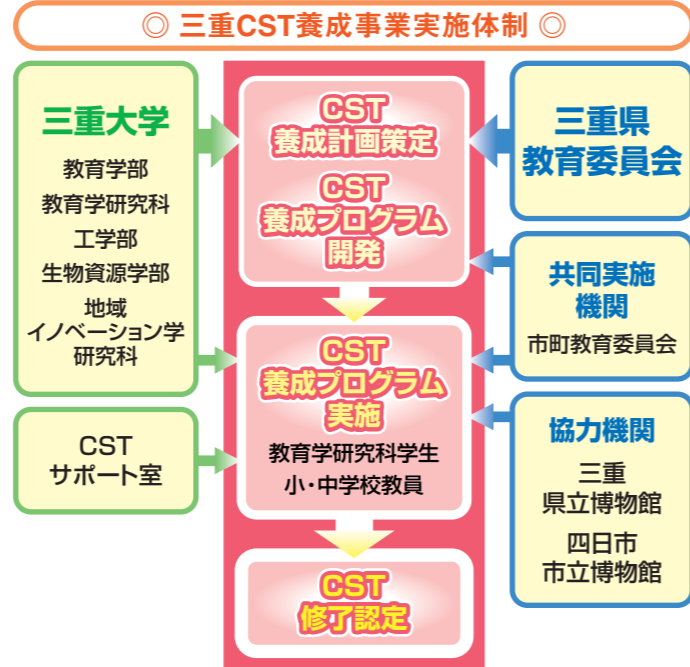 ◎ 三重CST養成事業実施体制 ◎
三重大学
教育学部
教育学研究科
工学部
生物資源学部
地域
イノベーション学
研究科
CST
サポート室
CST
養成計画策定
CST
養成プログラム
開発
CST
養成プログラム
実施
教育学研究科学生
小・中学校教員
CST
修了認定
三重県
教育委員会
共同実施
機関
市町教育委員会
協力機関
三重
県立博物館
四日市
市立博物館